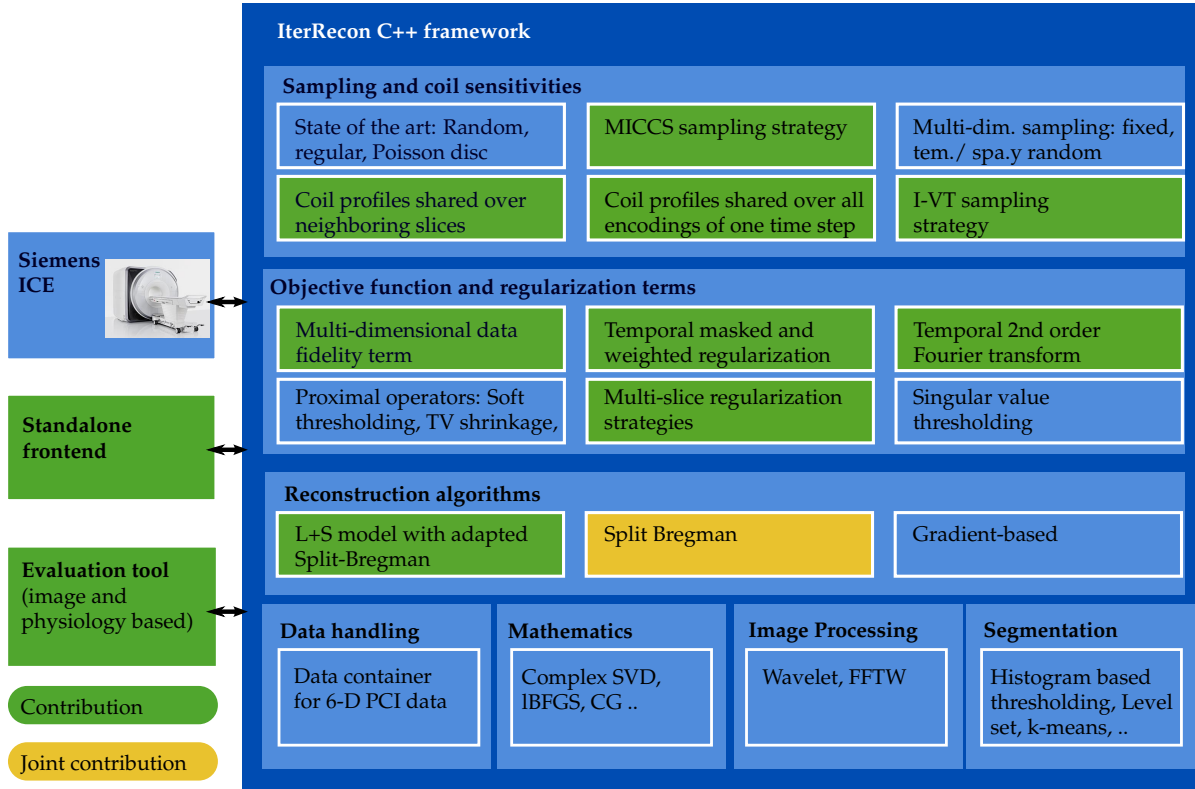 IterRecon C++ framework
Sampling and coil sensitivities
State of the art: Random,
regular, Poisson disc
MICCS sampling strategy
Multi-dim. sampling: fixed,
tem./ spa.y random
Coil profiles shared over
neighboring slices
Coil profiles shared over all
encodings of one time step
I-VT sampling
strategy
Siemens
ICE
Objective function and regularization terms
Multi-dimensional data
fidelity term
Temporal masked and
weighted regularization
Temporal 2nd order
Fourier transform
Proximal operators: Soft
thresholding, TV shrinkage,
Multi-slice regularization
strategies
Singular value
thresholding
Standalone
frontend
Reconstruction algorithms
L+S model with adapted
Split-Bregman
Split Bregman
Gradient-based
Evaluation tool
(image and
physiology based)
Data handling
Data container
for 6-D PCI data
Mathematics
Complex SVD,
lBFGS, CG ..
Image Processing
Wavelet, FFTW
Segmentation
Histogram based
thresholding, Level
set, k-means, ..
Contribution
Joint contribution